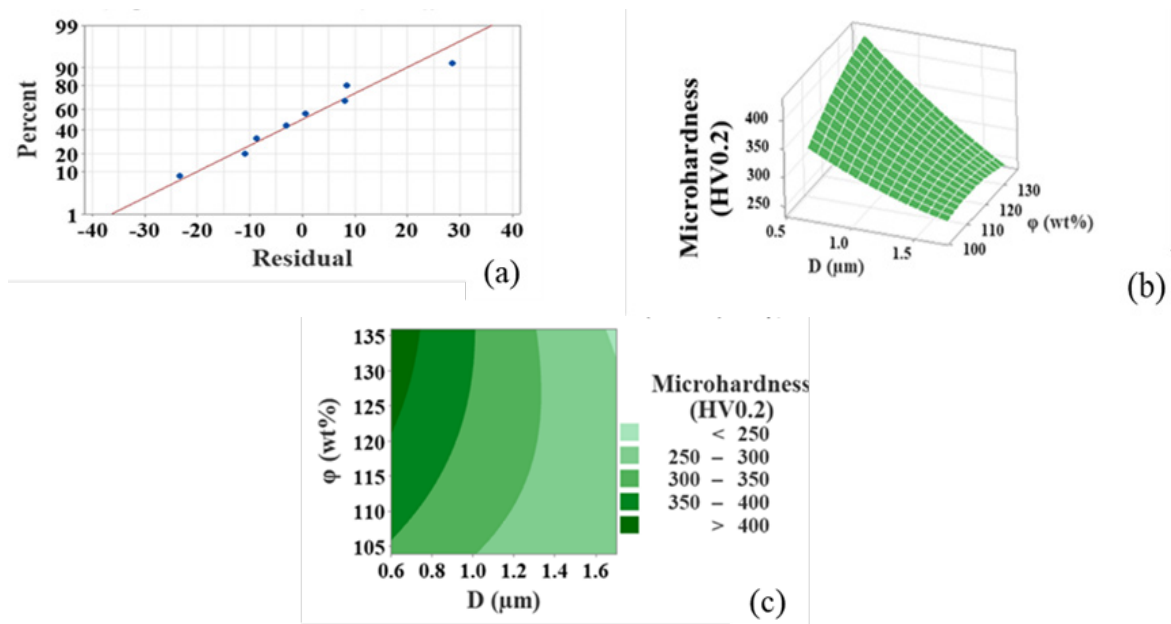 99
90
80
60
40
20
10
1
Percent
-40 -30 -20 -10 0 10 20 30 40
Residual
(a)
Microhardness
(HV0.2)
400
350
300
250
0.5 1.0 1.5
D (μm)
130
120
110
100
φ (wt%)
(b)
135
130
125
120
115
110
105
φ (wt%)
0.6 0.8 1.0 1.2 1.4 1.6
D (μm)
Microhardness
(HV0.2)
< 250
250 – 300
300 – 350
350 – 400
> 400
(c)